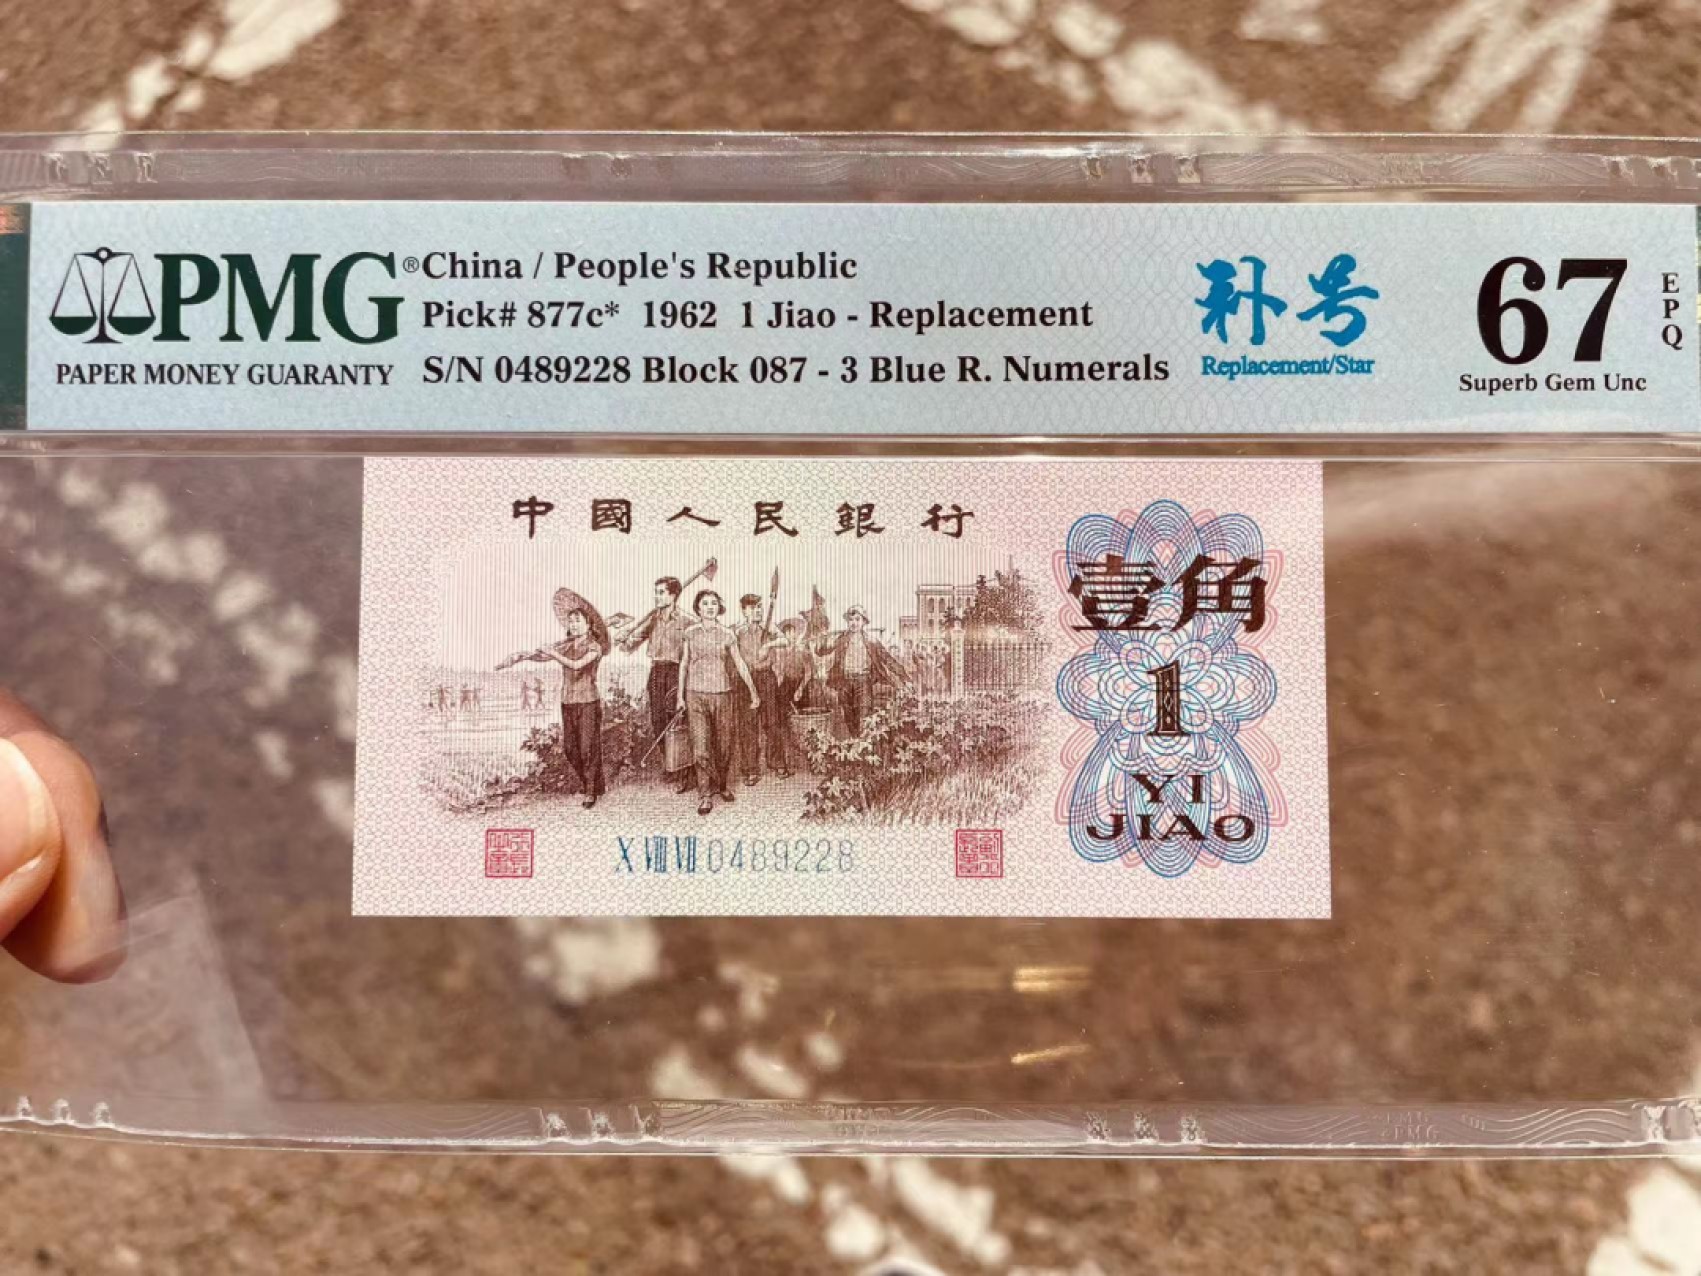 PMG® China / People's Republic
Pick# 877c* 1962 1 Jiao - Replacement
PAPER MONEY GUARANTY
S/N 0489228 Block 087 - 3 Blue R. Numerals
补号
Replacement/Star
67
EPQ
Superb Gem Unc
中國人民銀行
壹角
1
YI
JIAO
X VIII VII 0489228